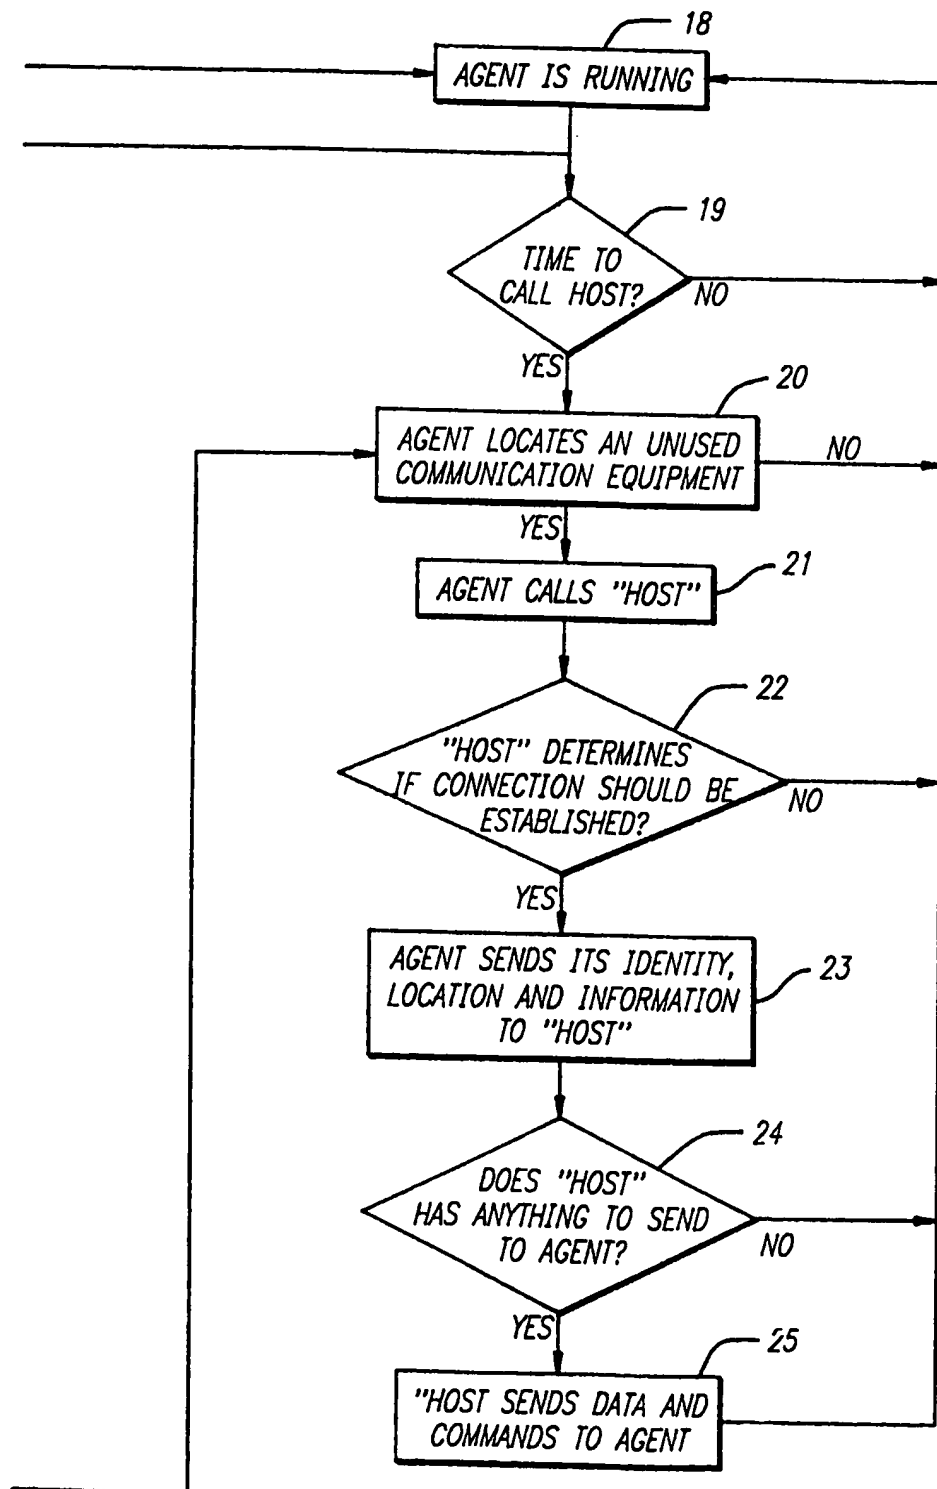 18
AGENT IS RUNNING
19
TIME TO
CALL HOST?
NO
YES
20
AGENT LOCATES AN UNUSED
COMMUNICATION EQUIPMENT
NO
YES
21
AGENT CALLS "HOST"
22
"HOST" DETERMINES
IF CONNECTION SHOULD BE
ESTABLISHED?
NO
YES
23
AGENT SENDS ITS IDENTITY,
LOCATION AND INFORMATION
TO "HOST"
24
DOES "HOST"
HAS ANYTHING TO SEND
TO AGENT?
NO
YES
25
"HOST SENDS DATA AND
COMMANDS TO AGENT